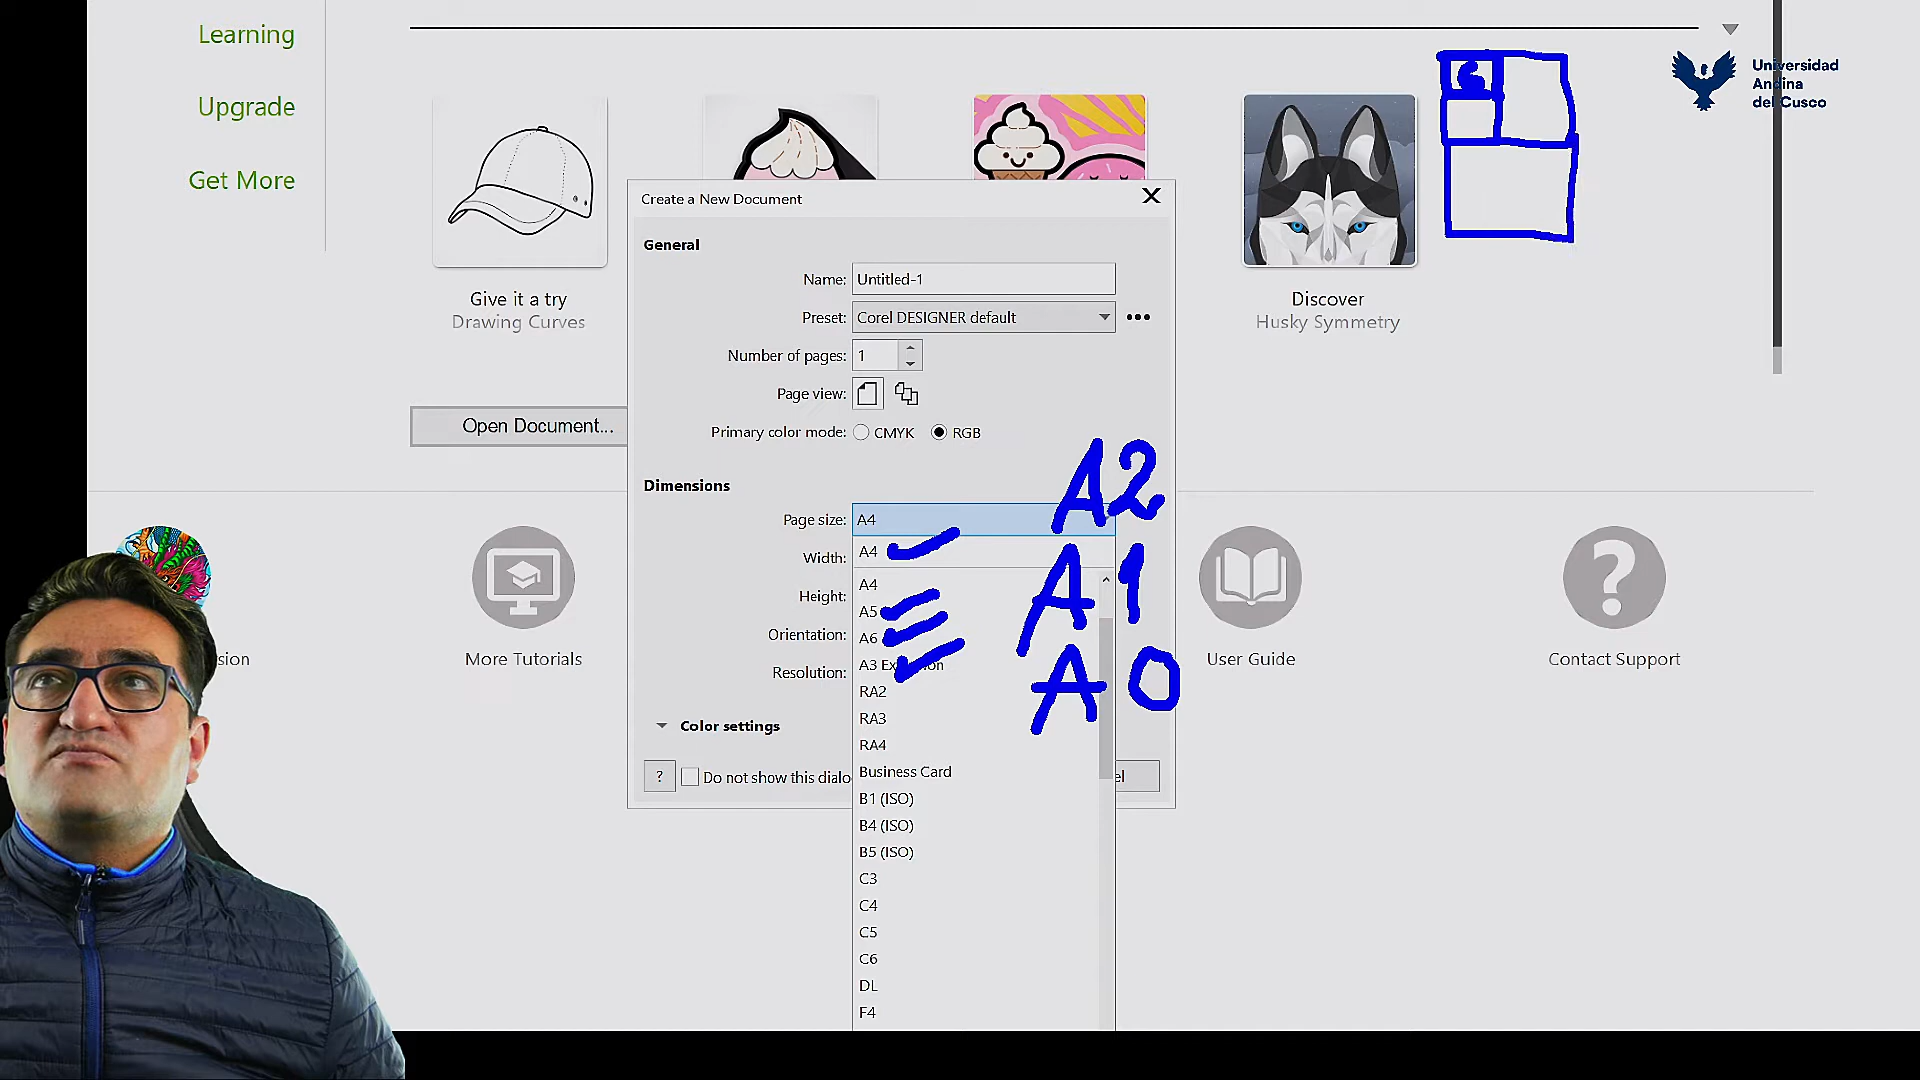 Learning
Upgrade
Get More
6
Universidad
Andina
del Cusco
Give it a try
Drawing Curves
Discover
Husky Symmetry
Open Document...
Create a New Document
General
Name: Untitled-1
Preset: Corel DESIGNER default
Number of pages: 1
Page view:
Primary color mode: CMYK RGB
Dimensions
Page size: A4
Width:
Height:
Orientation:
Resolution:
A4
A4
A5
A6
A3
RA2
RA3
RA4
Business Card
B1 (ISO)
B4 (ISO)
B5 (ISO)
C3
C4
C5
C6
DL
F4
A2
A1
A0
Color settings
? Do not show this
More Tutorials
User Guide
Contact Support